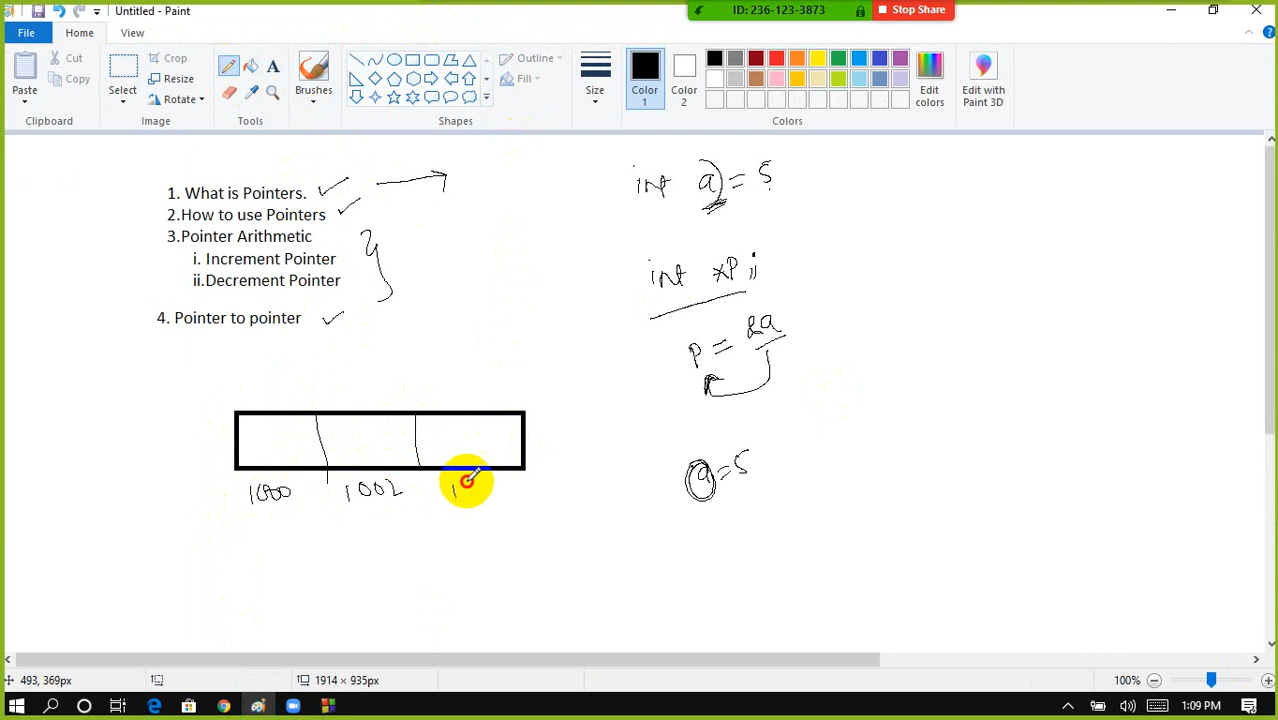 ID: 236-123-3873
Stop Share
Untitled - Paint
File
Home
View
Paste
Cut
Copy
Clipboard
Select
Crop
Resize
Rotate
Image
Tools
Brushes
Outline
Fill
Shapes
Size
Color 1
Color 2
Colors
Edit colors
Edit with Paint 3D
1. What is Pointers.
2.How to use Pointers
3.Pointer Arithmetic
i. Increment Pointer
ii.Decrement Pointer
4. Pointer to pointer
int a = 5
int *P
P = &a
a = 5
1000
1002
493, 369px
1914 × 935px
100%
1:09 PM